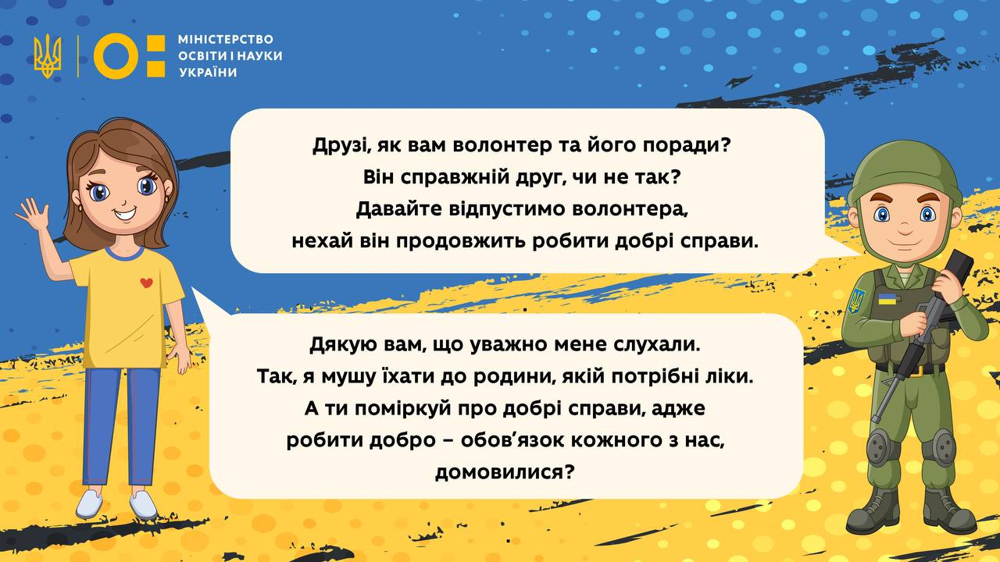 МІНІСТЕРСТВО
ОСВІТИ І НАУКИ
УКРАЇНИ
Друзі, як вам волонтер та його поради?
Він справжній друг, чи не так?
Давайте відпустимо волонтера,
нехай він продовжить робити добрі справи.
Дякую вам, що уважно мене слухали.
Так, я мушу їхати до родини, якій потрібні ліки.
А ти поміркуй про добрі справи, адже
робити добро – обов’язок кожного з нас,
домовилися?